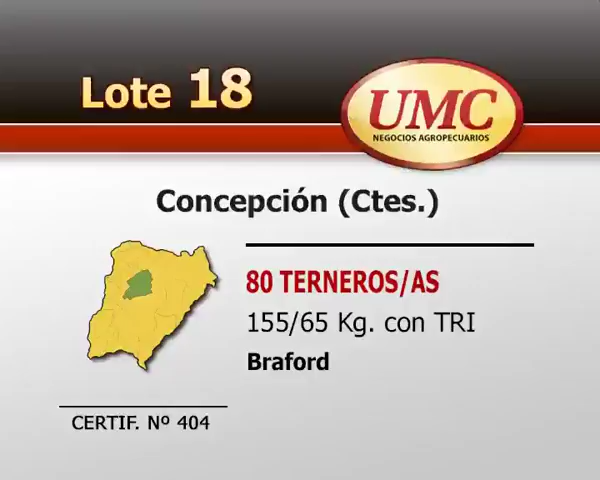 Lote 18
UMC
NEGOCIOS AGROPECUARIOS
Concepción (Ctes.)
80 TERNEROS/AS
155/65 Kg. con TRI
Braford
CERTIF. Nº 404